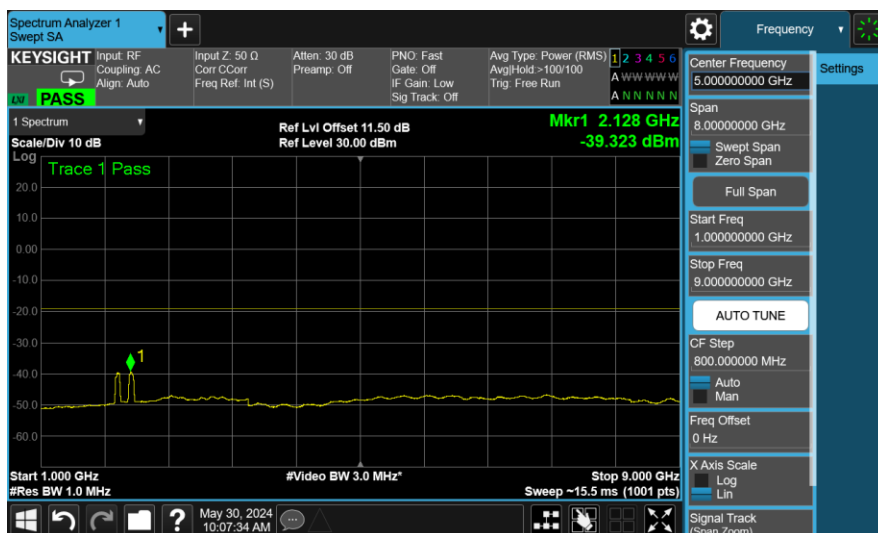 Spectrum Analyzer 1
Swept SA
+
Frequency
KEYSIGHT
LXI PASS
Input: RF
Coupling: AC
Align: Auto
Input Z: 50 Ω
Corr CCorr
Freq Ref: Int (S)
Atten: 30 dB
Preamp: Off
PNO: Fast
Gate: Off
IF Gain: Low
Sig Track: Off
Avg Type: Power (RMS)
Avg|Hold:>100/100
Trig: Free Run
1 2 3 4 5 6
A W W W W W
A N N N N N
1 Spectrum
Scale/Div 10 dB
Ref Lvl Offset 11.50 dB
Ref Level 30.00 dBm
Mkr1 2.128 GHz
-39.323 dBm
Log
Trace 1 Pass
20.0
10.0
0.00
-10.0
-20.0
-30.0
1
-40.0
-50.0
-60.0
Start 1.000 GHz
#Res BW 1.0 MHz
#Video BW 3.0 MHz*
Stop 9.000 GHz
Sweep ~15.5 ms (1001 pts)
May 30, 2024
10:07:34 AM
?
Center Frequency
5.000000000 GHz
Settings
Span
8.00000000 GHz
Swept Span
Zero Span
Full Span
Start Freq
1.000000000 GHz
Stop Freq
9.000000000 GHz
AUTO TUNE
CF Step
800.000000 MHz
Auto
Man
Freq Offset
0 Hz
X Axis Scale
Log
Lin
Signal Track
(Span Zoom)